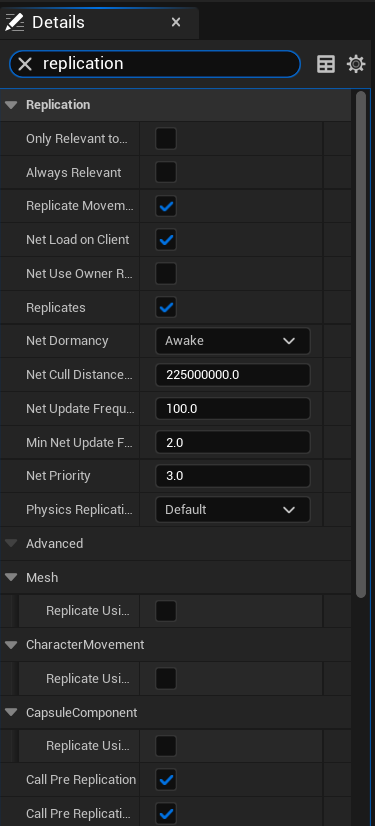 Details
replication
Replication
Only Relevant to...
Always Relevant
Replicate Movem...
Net Load on Client
Net Use Owner R...
Replicates
Net Dormancy Awake
Net Cull Distance... 225000000.0
Net Update Frequ... 100.0
Min Net Update F... 2.0
Net Priority 3.0
Physics Replicati... Default
Advanced
Mesh
Replicate Usi...
CharacterMovement
Replicate Usi...
CapsuleComponent
Replicate Usi...
Call Pre Replication
Call Pre Replicati...